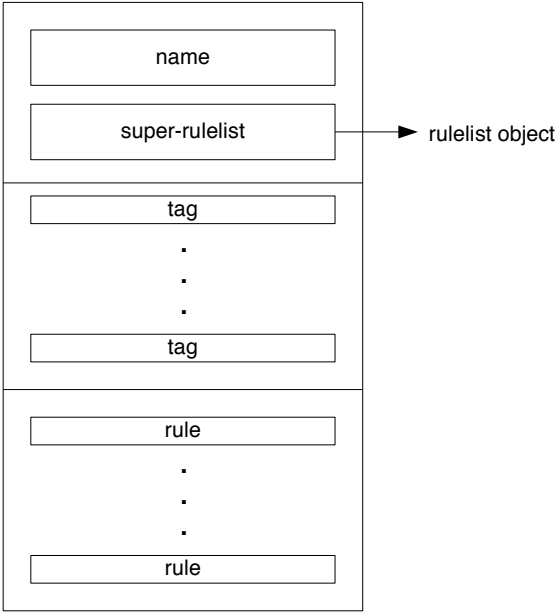 name
super-rulelist
rulelist object
tag
.
.
.
tag
rule
.
.
.
rule